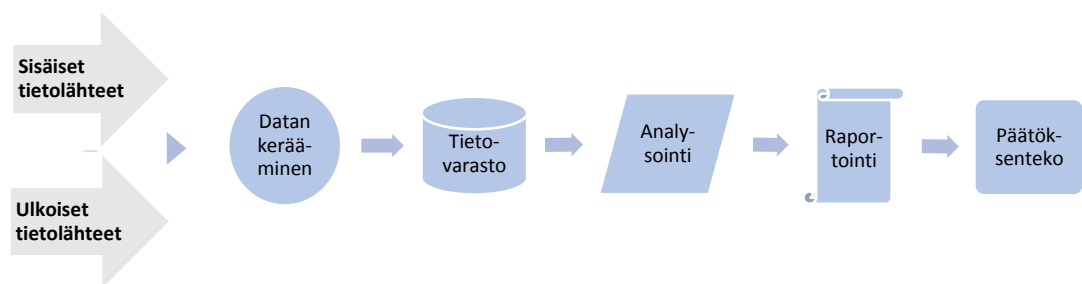 Sisäiset
tietolähteet
Ulkoiset
tietolähteet
Datan
kerää-
minen
Tieto-
varasto
Analy-
sointi
Rapor-
tointi
Päätök-
senteko